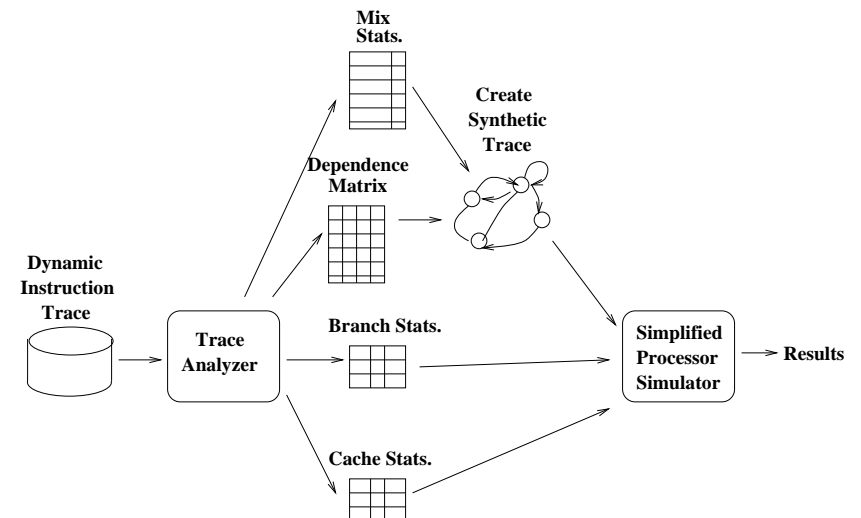 Mix
Stats.
Create
Synthetic
Trace
Dependence
Matrix
Dynamic
Instruction
Trace
Trace
Analyzer
Branch Stats.
Simplified
Processor
Simulator
Results
Cache Stats.